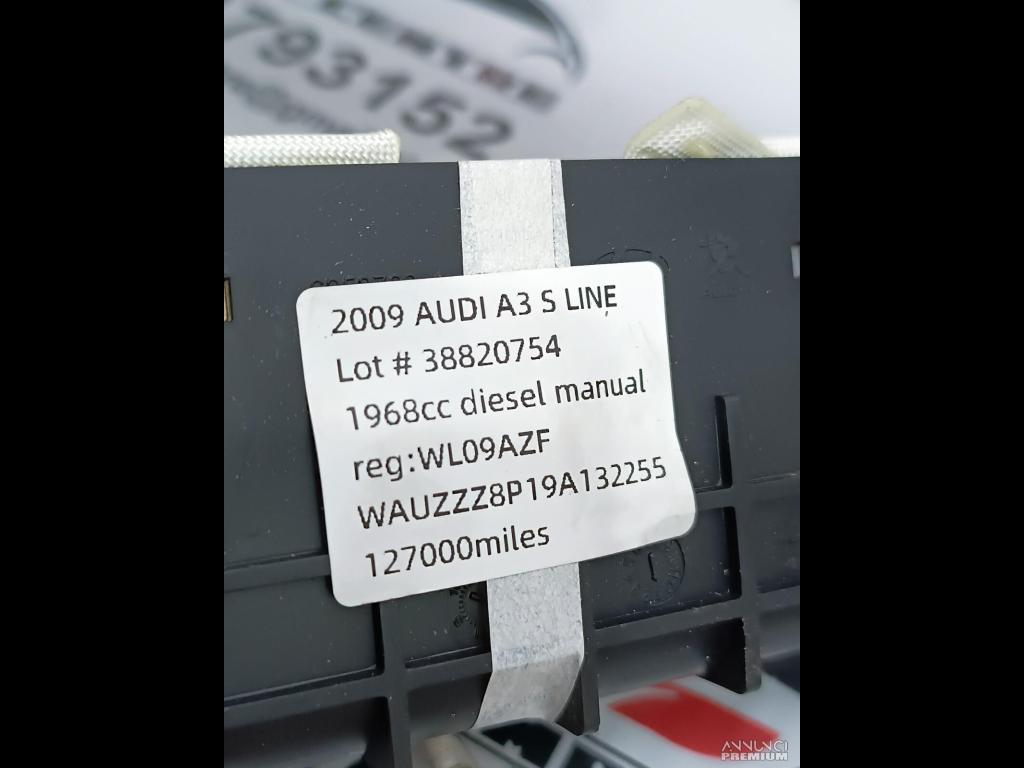 793152
2009 AUDI A3 S LINE
Lot # 38820754
1968cc diesel manual
reg:WL09AZF
WAUZZZ8P19A132255
127000miles
ANNUNCI
PREMIUM